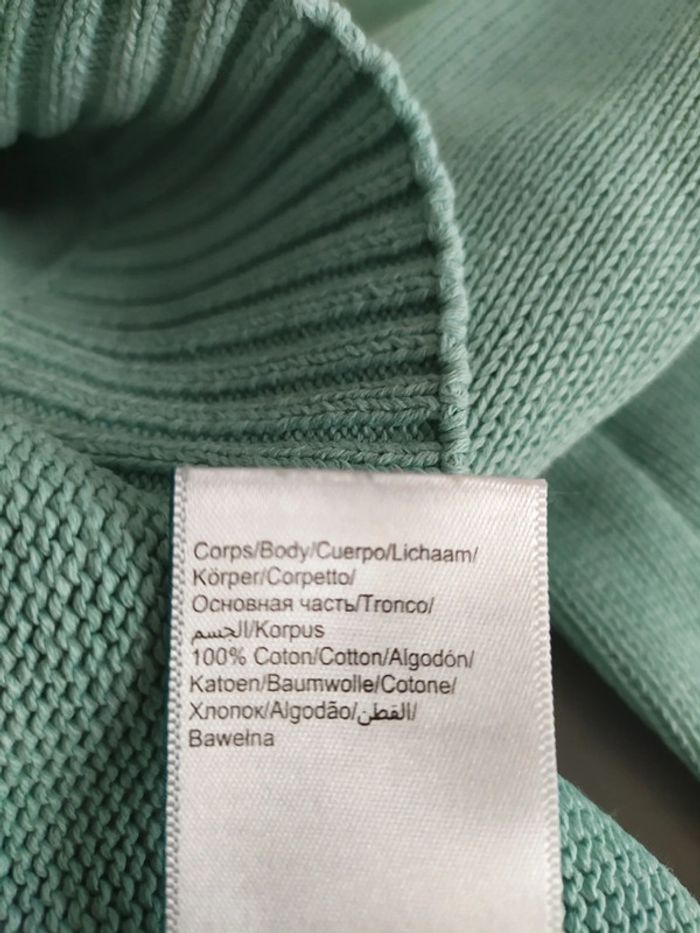 Corps/Body/Cuerpo/Lichaam/
Körper/Corpetto/
Основная часть/Tronco/
الجسم/Korpus
100% Coton/Cotton/Algodón/
Katoen/Baumwolle/Cotone/
Хлопок/Algodão/القطن/
Bawełna